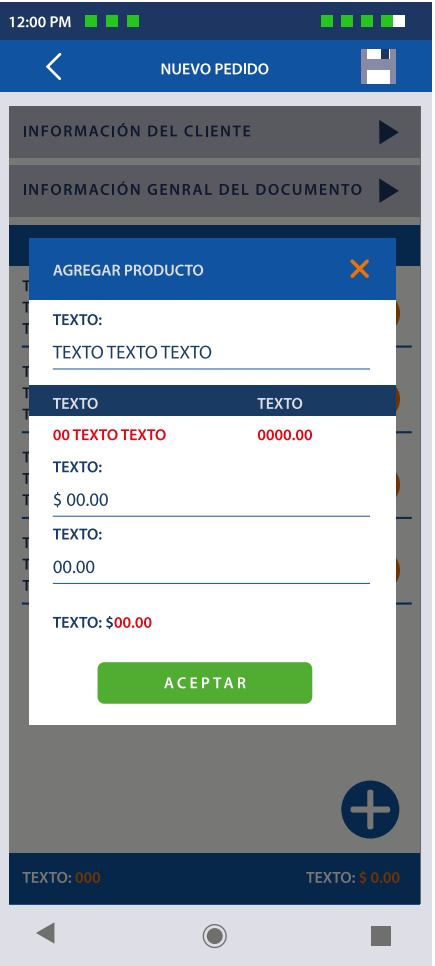 12:00 PM
NUEVO PEDIDO
INFORMACIÓN DEL CLIENTE
INFORMACIÓN GENRAL DEL DOCUMENTO
AGREGAR PRODUCTO
TEXTO:
TEXTO TEXTO TEXTO
TEXTO TEXTO
00 TEXTO TEXTO 0000.00
TEXTO:
$ 00.00
TEXTO:
00.00
TEXTO: $00.00
ACEPTAR
TEXTO: 000 TEXTO: $ 0.00